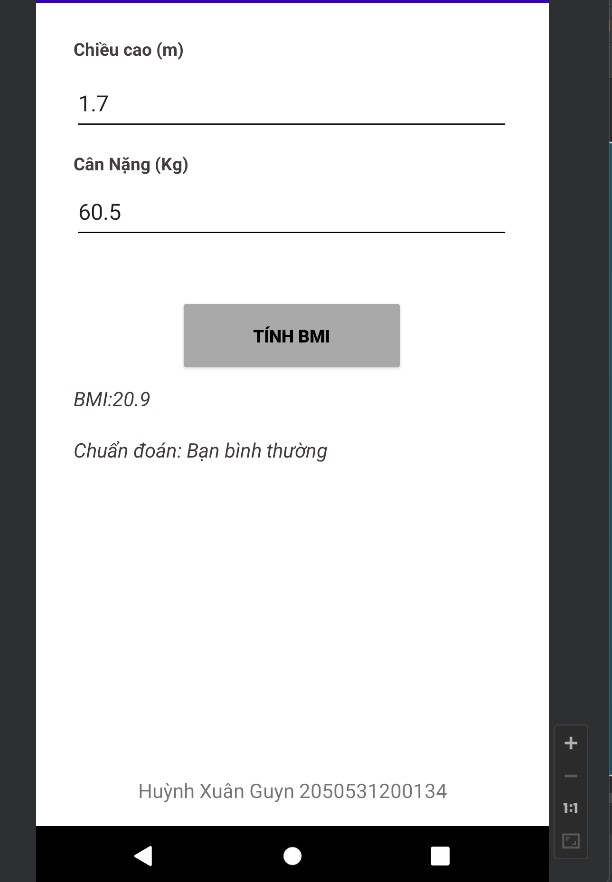 Chiều cao (m)
1.7
Cân Nặng (Kg)
60.5
TÍNH BMI
BMI:20.9
Chuẩn đoán: Bạn bình thường
Huỳnh Xuân Guyn 2050531200134
1:1